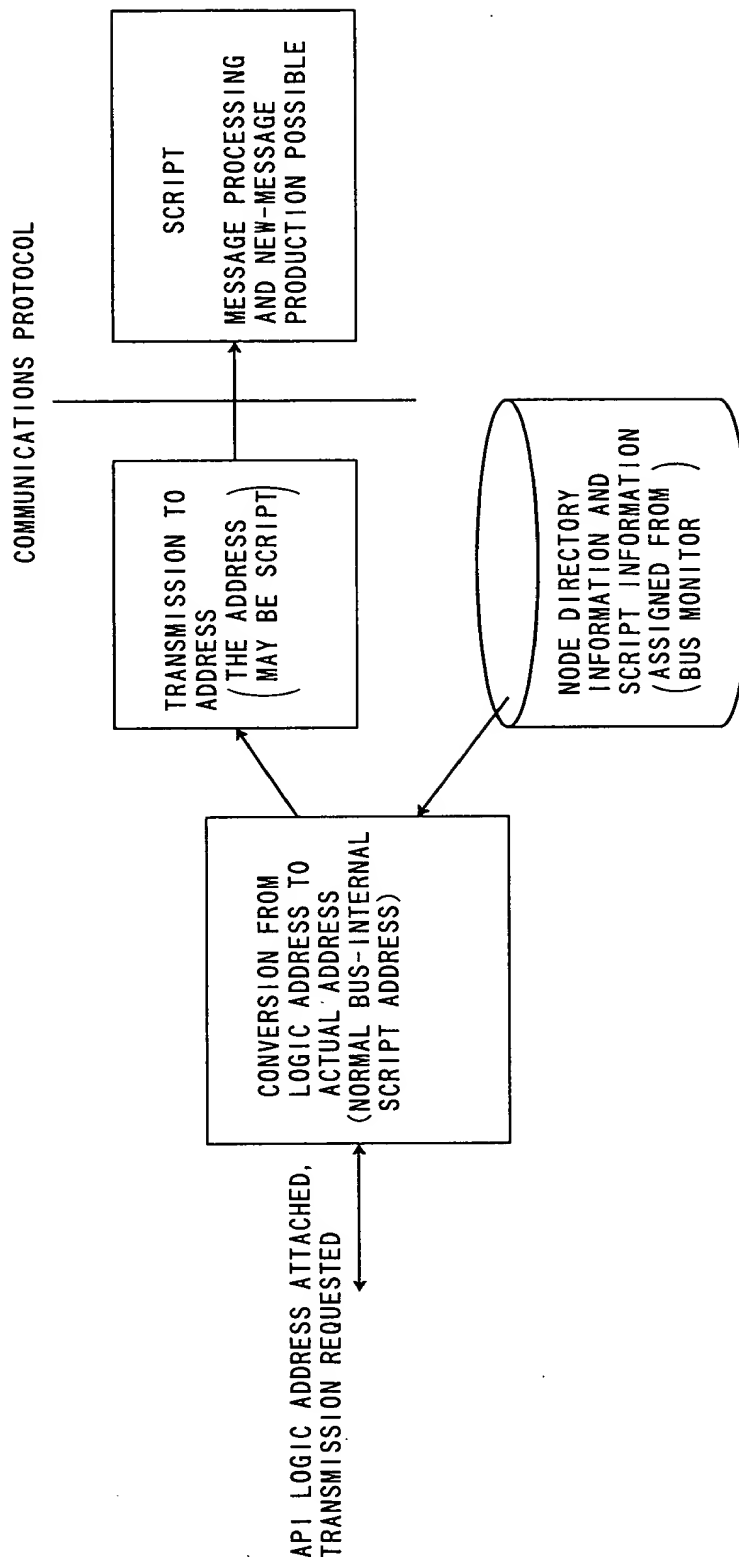 API LOGIC ADDRESS ATTACHED,
TRANSMISSION REQUESTED
CONVERSION FROM
LOGIC ADDRESS TO
ACTUAL ADDRESS
(NORMAL BUS-INTERNAL
SCRIPT ADDRESS)
TRANSMISSION TO
ADDRESS
(THE ADDRESS
MAY BE SCRIPT)
COMMUNICATIONS PROTOCOL
SCRIPT
MESSAGE PROCESSING
AND NEW-MESSAGE
PRODUCTION POSSIBLE
NODE DIRECTORY
INFORMATION AND
SCRIPT INFORMATION
(ASSIGNED FROM
BUS MONITOR)